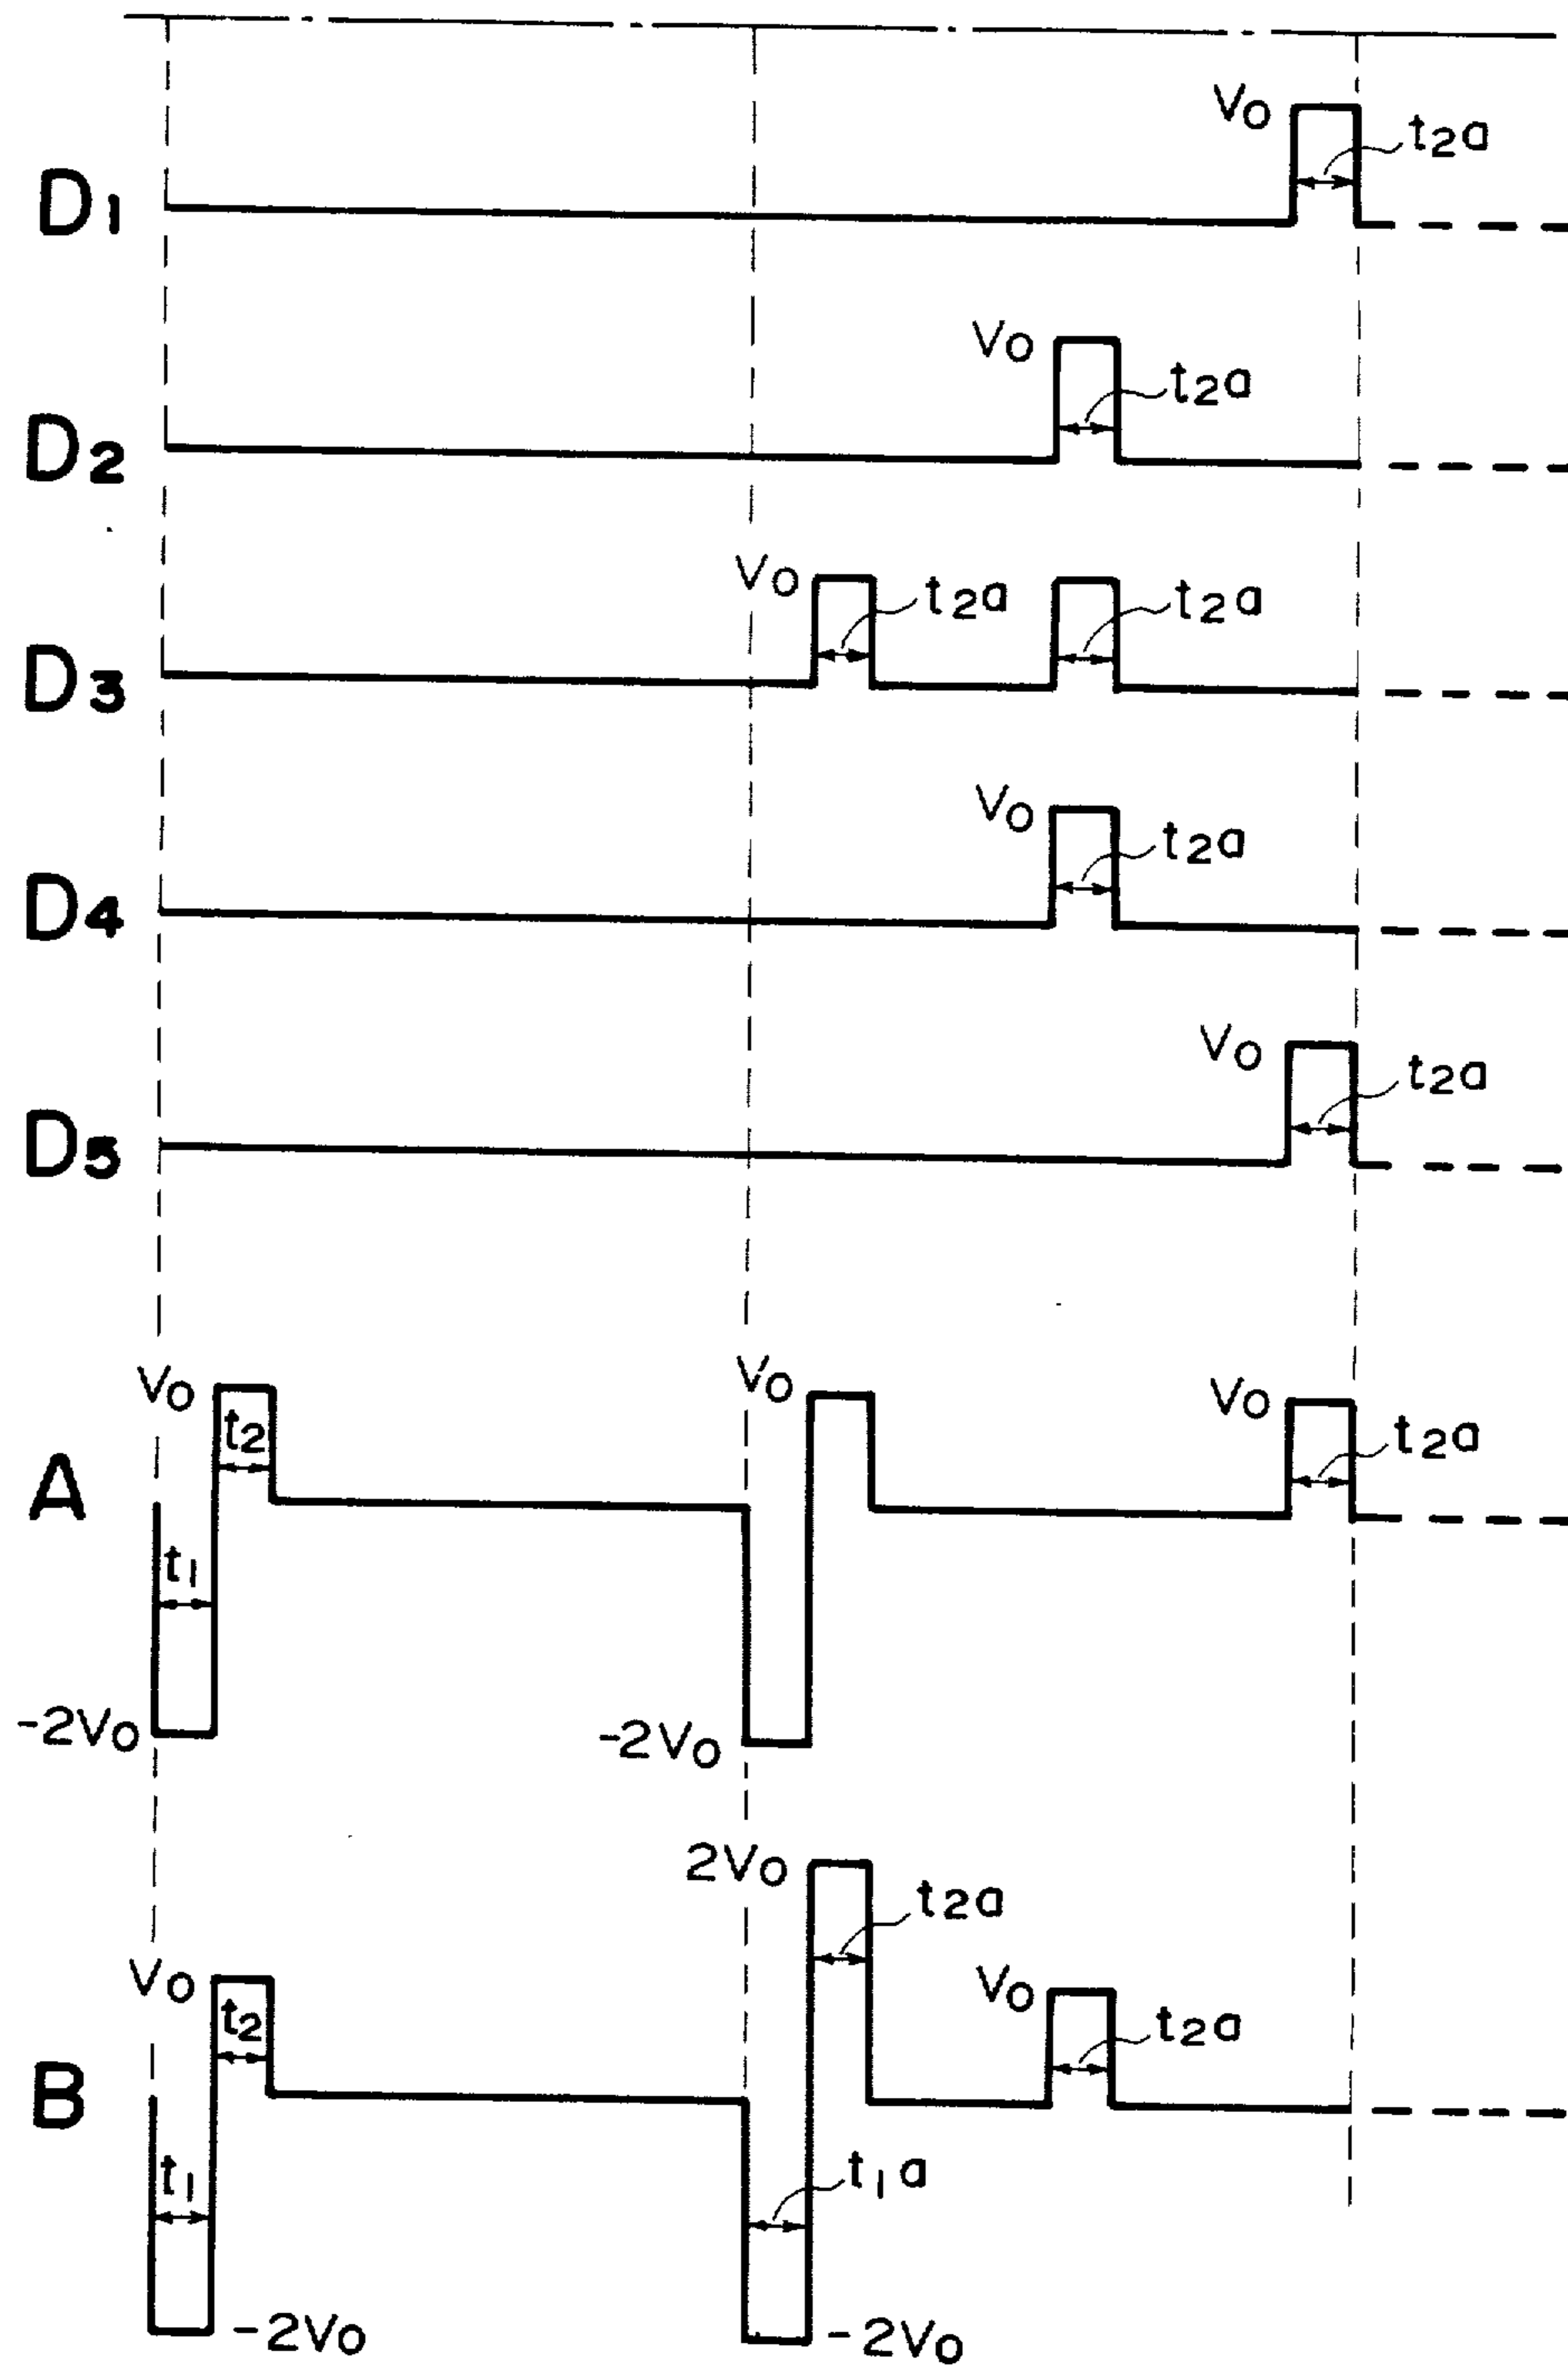 Vo t2a
D1
Vo t2a
D2
Vo t2a t2a
D3
Vo t2a
D4
Vo t2a
D5
Vo Vo Vo
t2 t2a
A
t1
-2Vo -2Vo
2Vo t2a
Vo Vo
t2 t2a
B
t1 t1a
-2Vo -2Vo